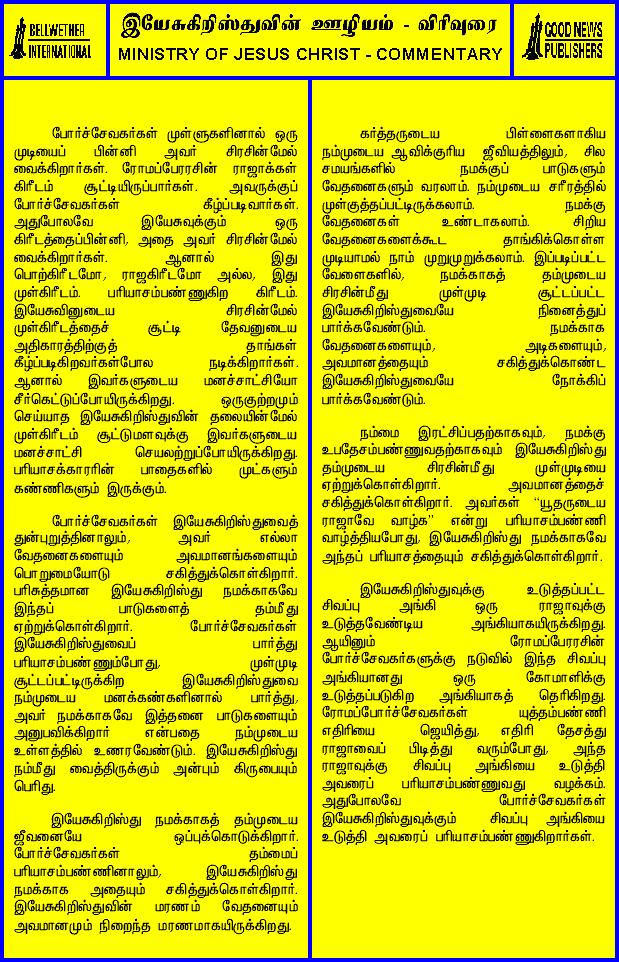 BELLWETHER
INTERNATIONAL
இயேசுகிறிஸ்துவின் ஊழியம் - விரிவுரை
MINISTRY OF JESUS CHRIST - COMMENTARY
GOOD NEWS
PUBLISHERS
போர்ச்சேவகர்கள் முள்ளுகளினால் ஒரு
முடியைப் பின்னி அவர் சிரசின்மேல்
வைக்கிறார்கள். ரோமப்பேரரசின் ராஜாக்கள்
கிரீடம் சூட்டியிருப்பார்கள். அவருக்குப்
போர்ச்சேவகர்கள் கீழ்ப்படிவார்கள்.
அதுபோலவே இயேசுவுக்கும் ஒரு
கிரீடத்தைப்பின்னி, அதை அவர் சிரசின்மேல்
வைக்கிறார்கள். ஆனால் இது
பொற்கிரீடமோ, ராஜகிரீடமோ அல்ல, இது
முள்கிரீடம். பரியாசம்பண்ணுகிற கிரீடம்.
இயேசுவினுடைய சிரசின்மேல்
முள்கிரீடத்தைச் சூட்டி தேவனுடைய
அதிகாரத்திற்குத் தாங்கள்
கீழ்ப்படிகிறவர்கள்போல நடிக்கிறார்கள்.
ஆனால் இவர்களுடைய மனச்சாட்சியோ
சீர்கெட்டுப்போயிருக்கிறது. ஒருகுற்றமும்
செய்யாத இயேசுகிறிஸ்துவின் தலையின்மேல்
முள்கிரீடம் சூட்டுமளவுக்கு இவர்களுடைய
மனச்சாட்சி செயலற்றுப்போயிருக்கிறது.
பரியாசக்காரரின் பாதைகளில் முட்களும்
கண்ணிகளும் இருக்கும்.
போர்ச்சேவகர்கள் இயேசுகிறிஸ்துவைத்
துன்புறுத்தினாலும், அவர் எல்லா
வேதனைகளையும் அவமானங்களையும்
பொறுமையோடு சகித்துக்கொள்கிறார்.
பரிசுத்தமான இயேசுகிறிஸ்து நமக்காகவே
இந்தப் பாடுகளைத் தம்மீது
ஏற்றுக்கொள்கிறார். போர்ச்சேவகர்கள்
இயேசுகிறிஸ்துவைப் பார்த்து
பரியாசம்பண்ணும்போது, முள்முடி
சூட்டப்பட்டிருக்கிற இயேசுகிறிஸ்துவை
நம்முடைய மனக்கண்களினால் பார்த்து,
அவர் நமக்காகவே இத்தனை பாடுகளையும்
அனுபவிக்கிறார் என்பதை நம்முடைய
உள்ளத்தில் உணரவேண்டும். இயேசுகிறிஸ்து
நம்மீது வைத்திருக்கும் அன்பும் கிருபையும்
பெரிது.
இயேசுகிறிஸ்து நமக்காகத் தம்முடைய
ஜீவனையே ஒப்புக்கொடுக்கிறார்.
போர்ச்சேவகர்கள் தம்மைப்
பரியாசம்பண்ணினாலும், இயேசுகிறிஸ்து
நமக்காக அதையும் சகித்துக்கொள்கிறார்.
இயேசுகிறிஸ்துவின் மரணம் வேதனையும்
அவமானமும் நிறைந்த மரணமாகயிருக்கிறது.
கர்த்தருடைய பிள்ளைகளாகிய
நம்முடைய ஆவிக்குரிய ஜீவியத்திலும், சில
சமயங்களில் நமக்குப் பாடுகளும்
வேதனைகளும் வரலாம். நம்முடைய சரீரத்தில்
முள்குத்தப்பட்டிருக்கலாம். நமக்கு
வேதனைகள் உண்டாகலாம். சிறிய
வேதனைகளைக்கூட தாங்கிக்கொள்ள
முடியாமல் நாம் முறுமுறுக்கலாம். இப்படிப்பட்ட
வேளைகளில், நமக்காகத் தம்முடைய
சிரசின்மீது முள்முடி சூட்டப்பட்ட
இயேசுகிறிஸ்துவையே நினைத்துப்
பார்க்கவேண்டும். நமக்காக
வேதனைகளையும், அடிகளையும்,
அவமானத்தையும் சகித்துக்கொண்ட
இயேசுகிறிஸ்துவையே நோக்கிப்
பார்க்கவேண்டும்.
நம்மை இரட்சிப்பதற்காகவும், நமக்கு
உபதேசம்பண்ணுவதற்காகவும் இயேசுகிறிஸ்து
தம்முடைய சிரசின்மீது முள்முடியை
ஏற்றுக்கொள்கிறார். அவமானத்தைச்
சகித்துக்கொள்கிறார். அவர்கள் “யூதருடைய
ராஜாவே வாழ்க” என்று பரியாசம்பண்ணி
வாழ்த்தியபோது, இயேசுகிறிஸ்து நமக்காகவே
அந்தப் பரியாசத்தையும் சகித்துக்கொள்கிறார்.
இயேசுகிறிஸ்துவுக்கு உடுத்தப்பட்ட
சிவப்பு அங்கி ஒரு ராஜாவுக்கு
உடுத்தவேண்டிய அங்கியாகயிருக்கிறது.
ஆயினும் ரோமப்பேரரசின்
போர்ச்சேவகர்களுக்கு நடுவில் இந்த சிவப்பு
அங்கியானது ஒரு கோமாளிக்கு
உடுத்தப்படுகிற அங்கியாகத் தெரிகிறது.
ரோமப்போர்ச்சேவகர்கள் யுத்தம்பண்ணி
எதிரியை ஜெயித்து, எதிரி தேசத்து
ராஜாவைப் பிடித்து வரும்போது, அந்த
ராஜாவுக்கு சிவப்பு அங்கியை உடுத்தி
அவரைப் பரியாசம்பண்ணுவது வழக்கம்.
அதுபோலவே போர்ச்சேவகர்கள்
இயேசுகிறிஸ்துவுக்கும் சிவப்பு அங்கியை
உடுத்தி அவரைப் பரியாசம்பண்ணுகிறார்கள்.